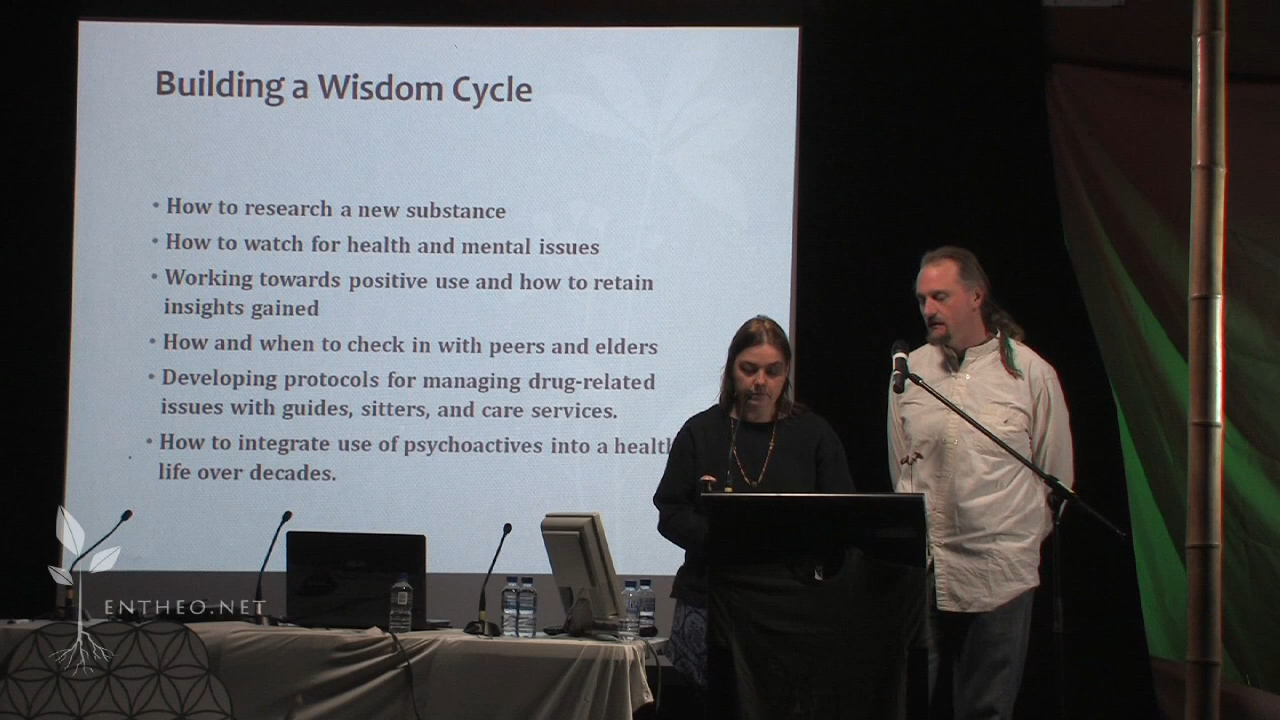 Building a Wisdom Cycle
• How to research a new substance
• How to watch for health and mental issues
• Working towards positive use and how to retain
insights gained
• How and when to check in with peers and elders
• Developing protocols for managing drug-related
issues with guides, sitters, and care services.
• How to integrate use of psychoactives into a health
life over decades.
ENTHEO.NET